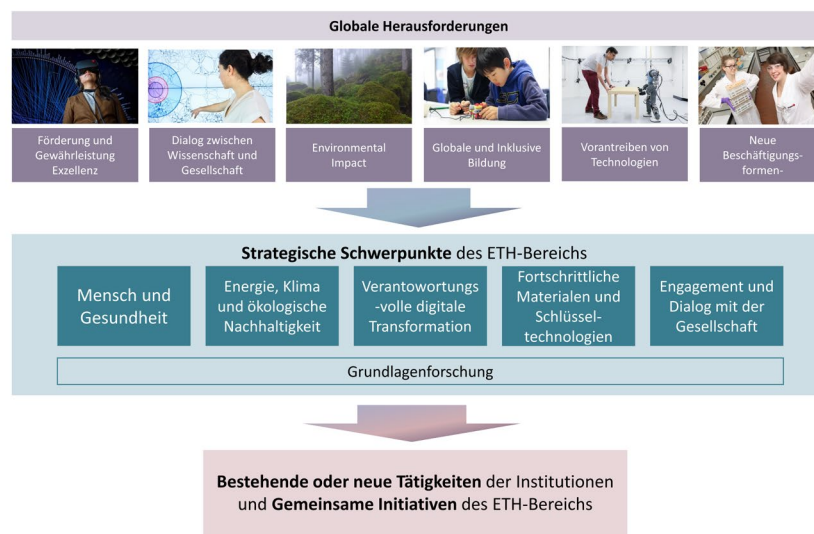 Globale Herausforderungen
Förderung und
Gewährleistung
Exzellenz
Dialog zwischen
Wissenschaft und
Gesellschaft
Environmental
Impact
Globale und Inklusive
Bildung
Vorantreiben von
Technologien
Neue
Beschäftigungs-
formen-
Strategische Schwerpunkte des ETH-Bereichs
Mensch und
Gesundheit
Energie, Klima
und ökologische
Nachhaltigkeit
Verantowortungs
-volle digitale
Transformation
Fortschrittliche
Materialen und
Schlüssel-
technologien
Engagement und
Dialog mit der
Gesellschaft
Grundlagenforschung
Bestehende oder neue Tätigkeiten der Institutionen
und Gemeinsame Initiativen des ETH-Bereichs